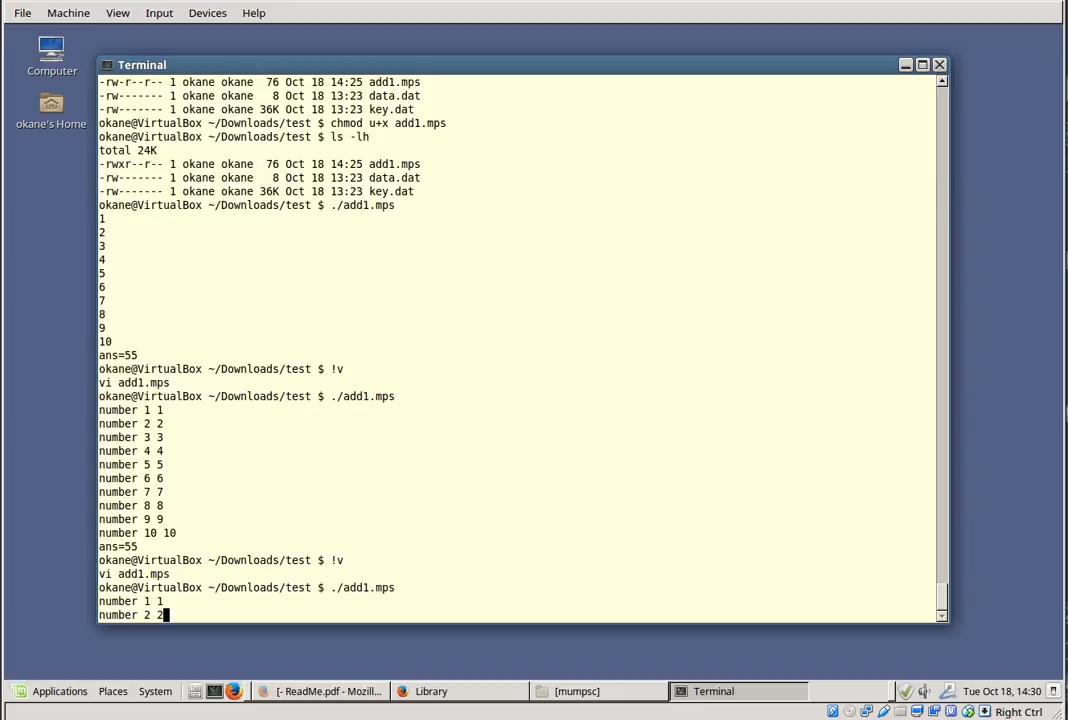 File Machine View Input Devices Help
Computer
okane's Home
Terminal
-rw-r--r-- 1 okane okane  76 Oct 18 14:25 add1.mps
-rw------- 1 okane okane   8 Oct 18 13:23 data.dat
-rw------- 1 okane okane 36K Oct 18 13:23 key.dat
okane@VirtualBox ~/Downloads/test $ chmod u+x add1.mps
okane@VirtualBox ~/Downloads/test $ ls -lh
total 24K
-rwxr--r-- 1 okane okane  76 Oct 18 14:25 add1.mps
-rw------- 1 okane okane   8 Oct 18 13:23 data.dat
-rw------- 1 okane okane 36K Oct 18 13:23 key.dat
okane@VirtualBox ~/Downloads/test $ ./add1.mps
1
2
3
4
5
6
7
8
9
10
ans=55
okane@VirtualBox ~/Downloads/test $ !v
vi add1.mps
okane@VirtualBox ~/Downloads/test $ ./add1.mps
number 1 1
number 2 2
number 3 3
number 4 4
number 5 5
number 6 6
number 7 7
number 8 8
number 9 9
number 10 10
ans=55
okane@VirtualBox ~/Downloads/test $ !v
vi add1.mps
okane@VirtualBox ~/Downloads/test $ ./add1.mps
number 1 1
number 2 2
Applications Places System [- ReadMe.pdf - Mozill... Library [mumpsc] Terminal Tue Oct 18, 14:30
Right Ctrl